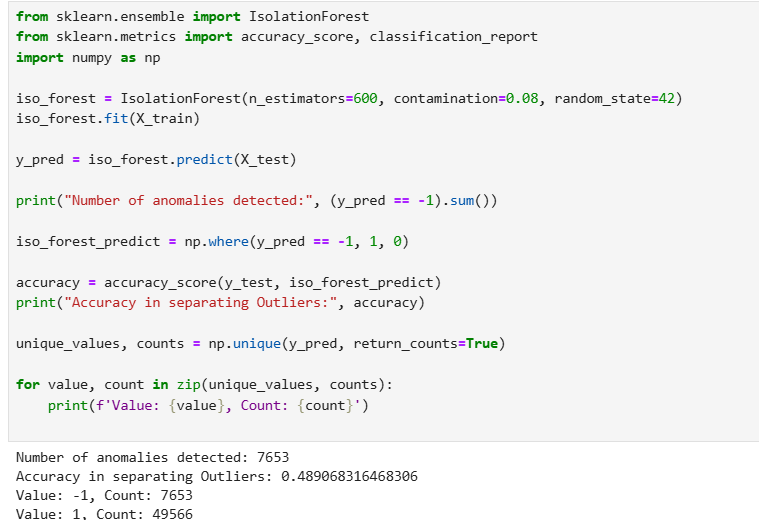 from sklearn.ensemble import IsolationForest
from sklearn.metrics import accuracy_score, classification_report
import numpy as np
iso_forest = IsolationForest(n_estimators=600, contamination=0.08, random_state=42)
iso_forest.fit(X_train)
y_pred = iso_forest.predict(X_test)
print("Number of anomalies detected:", (y_pred == -1).sum())
iso_forest_predict = np.where(y_pred == -1, 1, 0)
accuracy = accuracy_score(y_test, iso_forest_predict)
print("Accuracy in separating Outliers:", accuracy)
unique_values, counts = np.unique(y_pred, return_counts=True)
for value, count in zip(unique_values, counts):
    print(f'Value: {value}, Count: {count}')
Number of anomalies detected: 7653
Accuracy in separating Outliers: 0.489068316468306
Value: -1, Count: 7653
Value: 1, Count: 49566